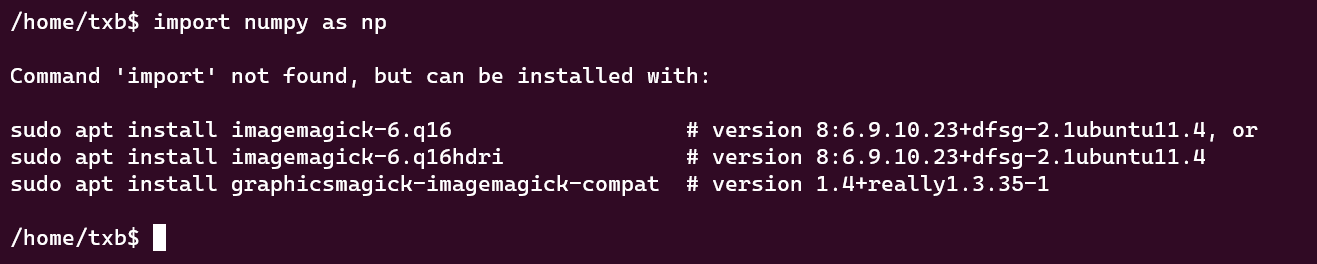 /home/txb$ import numpy as np
Command 'import' not found, but can be installed with:
sudo apt install imagemagick-6.q16                  # version 8:6.9.10.23+dfsg-2.1ubuntu11.4, or
sudo apt install imagemagick-6.q16hdri              # version 8:6.9.10.23+dfsg-2.1ubuntu11.4
sudo apt install graphicsmagick-imagemagick-compat  # version 1.4+really1.3.35-1
/home/txb$